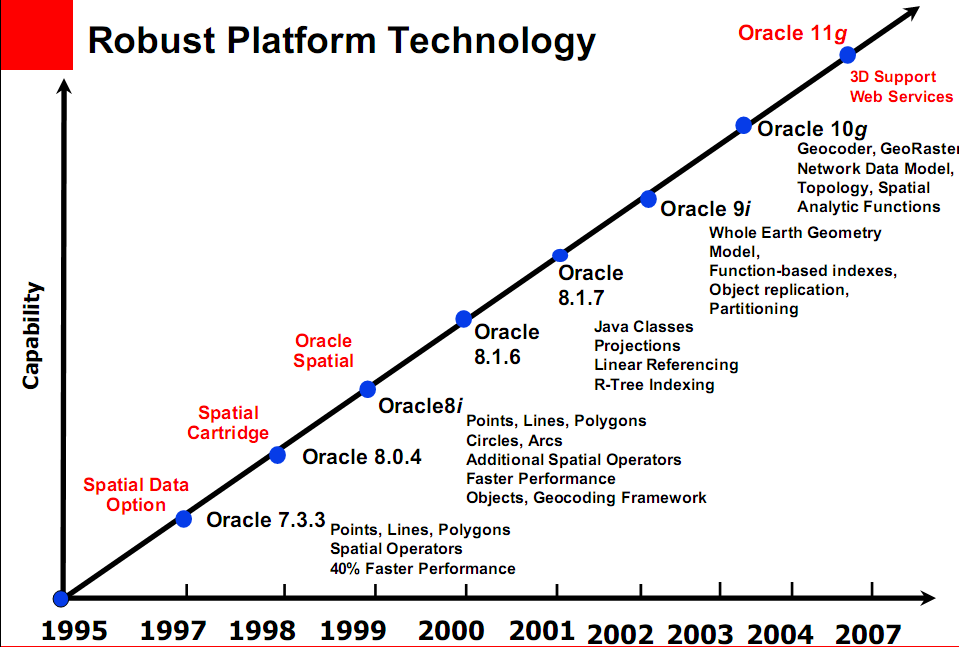 Robust Platform Technology
Oracle 11g
3D Support
Web Services
Oracle 10g
Geocoder, GeoRaster
Network Data Model,
Topology, Spatial
Analytic Functions
Oracle 9i
Whole Earth Geometry
Model,
Function-based indexes,
Object replication,
Partitioning
Oracle
8.1.7
Java Classes
Projections
Linear Referencing
R-Tree Indexing
Oracle
8.1.6
Oracle
Spatial
Oracle8i
Points, Lines, Polygons
Circles, Arcs
Additional Spatial Operators
Faster Performance
Objects, Geocoding Framework
Spatial
Cartridge
Oracle 8.0.4
Spatial Data
Option
Oracle 7.3.3
Points, Lines, Polygons
Spatial Operators
40% Faster Performance
Capability
1995 1997 1998 1999 2000 2001 2002 2003 2004 2007